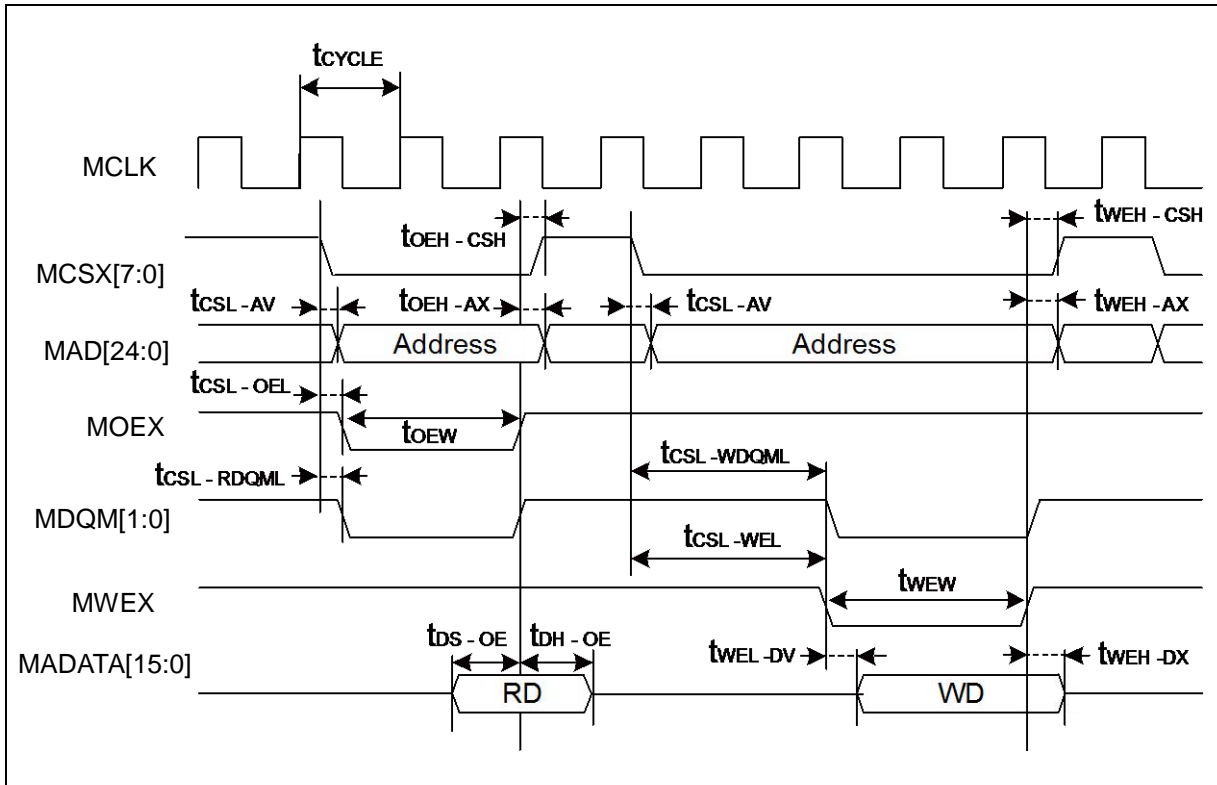 tCYCLE
MCLK
tOEH - CSH
tWEH - CSH
MCSX[7:0]
tCSL - AV
tOEH - AX
tCSL - AV
tWEH - AX
MAD[24:0]
Address
Address
tCSL - OEL
MOEX
tOEW
tCSL - RDQML
tCSL - WDQML
MDQM[1:0]
tCSL - WEL
MWEX
tWEW
tDS - OE
tDH - OE
tWEL - DV
tWEH - DX
MADATA[15:0]
RD
WD